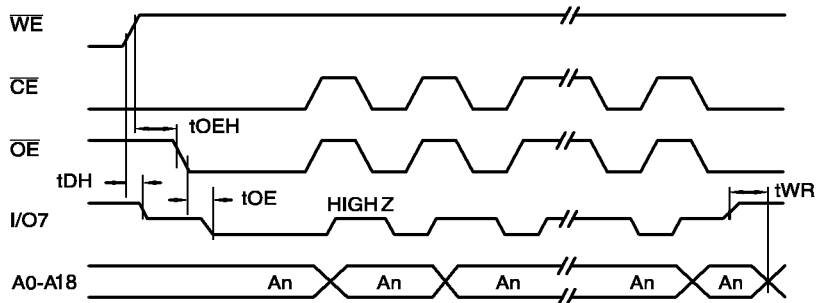 WE
CE
tOEH
OE
tDH
tOE
HIGH Z
tWR
I/O7
A0-A18 An An An An An